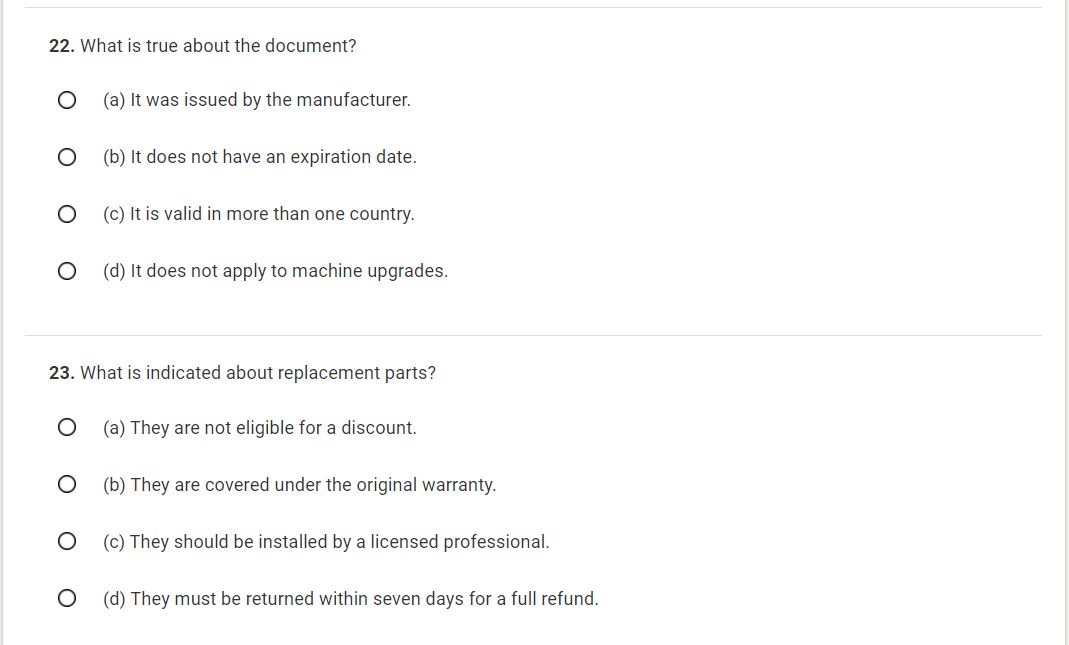 22. What is true about the document?
(a) It was issued by the manufacturer.
(b) It does not have an expiration date.
(c) It is valid in more than one country.
(d) It does not apply to machine upgrades.
23. What is indicated about replacement parts?
(a) They are not eligible for a discount.
(b) They are covered under the original warranty.
(c) They should be installed by a licensed professional.
(d) They must be returned within seven days for a full refund.